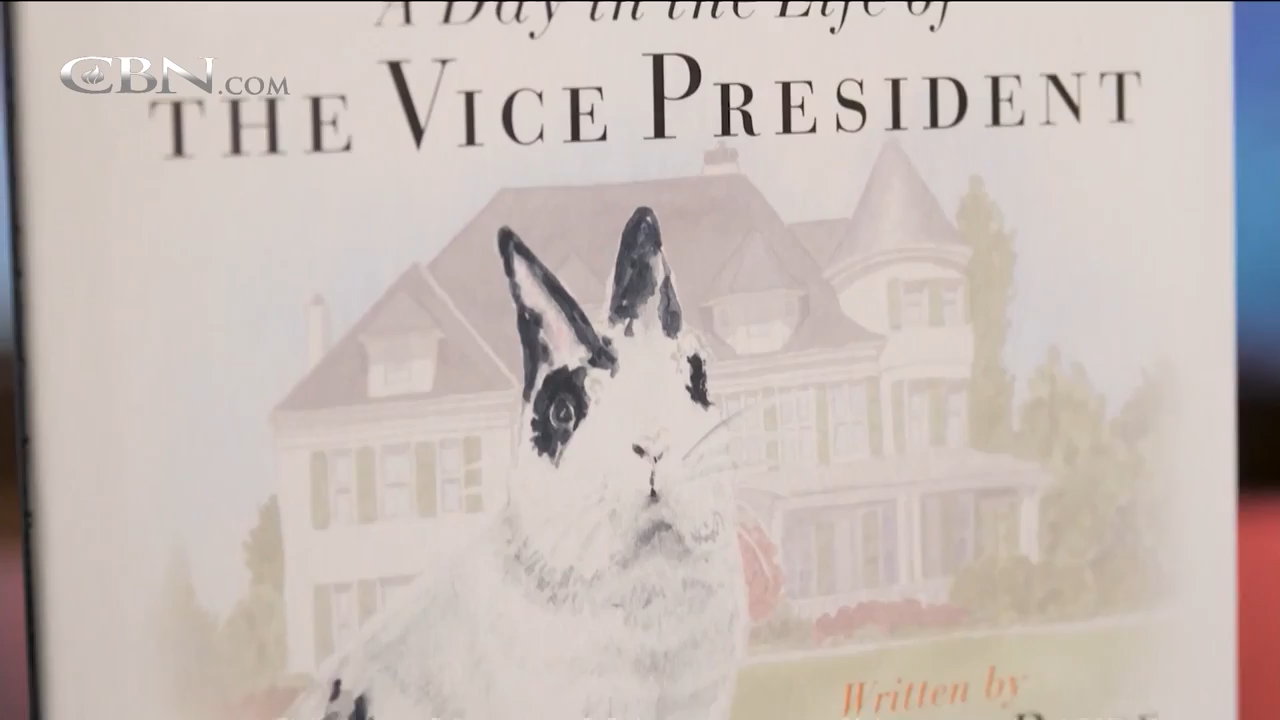 A Day in the Life of
CBN.COM
THE VICE PRESIDENT
Written by